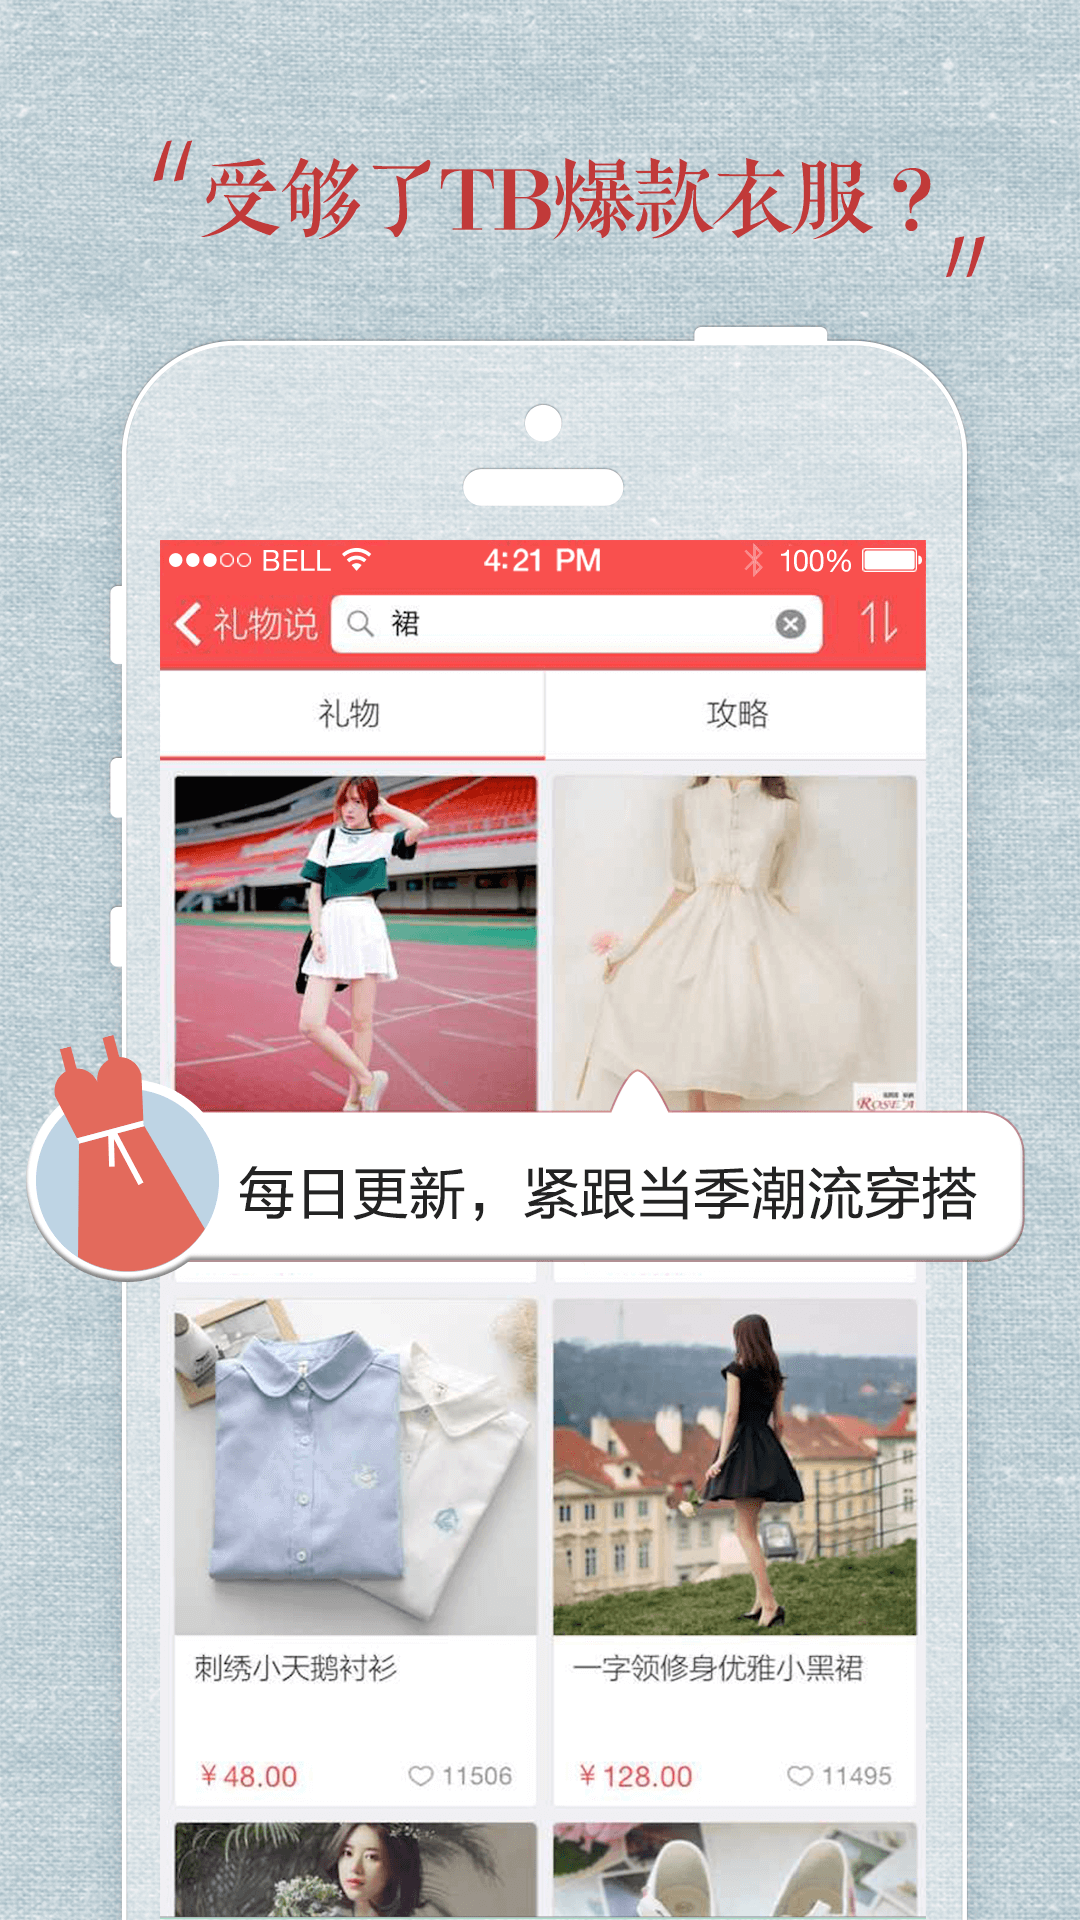 “受够了TB爆款衣服？”
BELL 4:21 PM 100%
礼物说 裙
礼物 攻略
ROSE'A
每日更新，紧跟当季潮流穿搭
刺绣小天鹅衬衫 一字领修身优雅小黑裙
¥48.00 11506 ¥128.00 11495